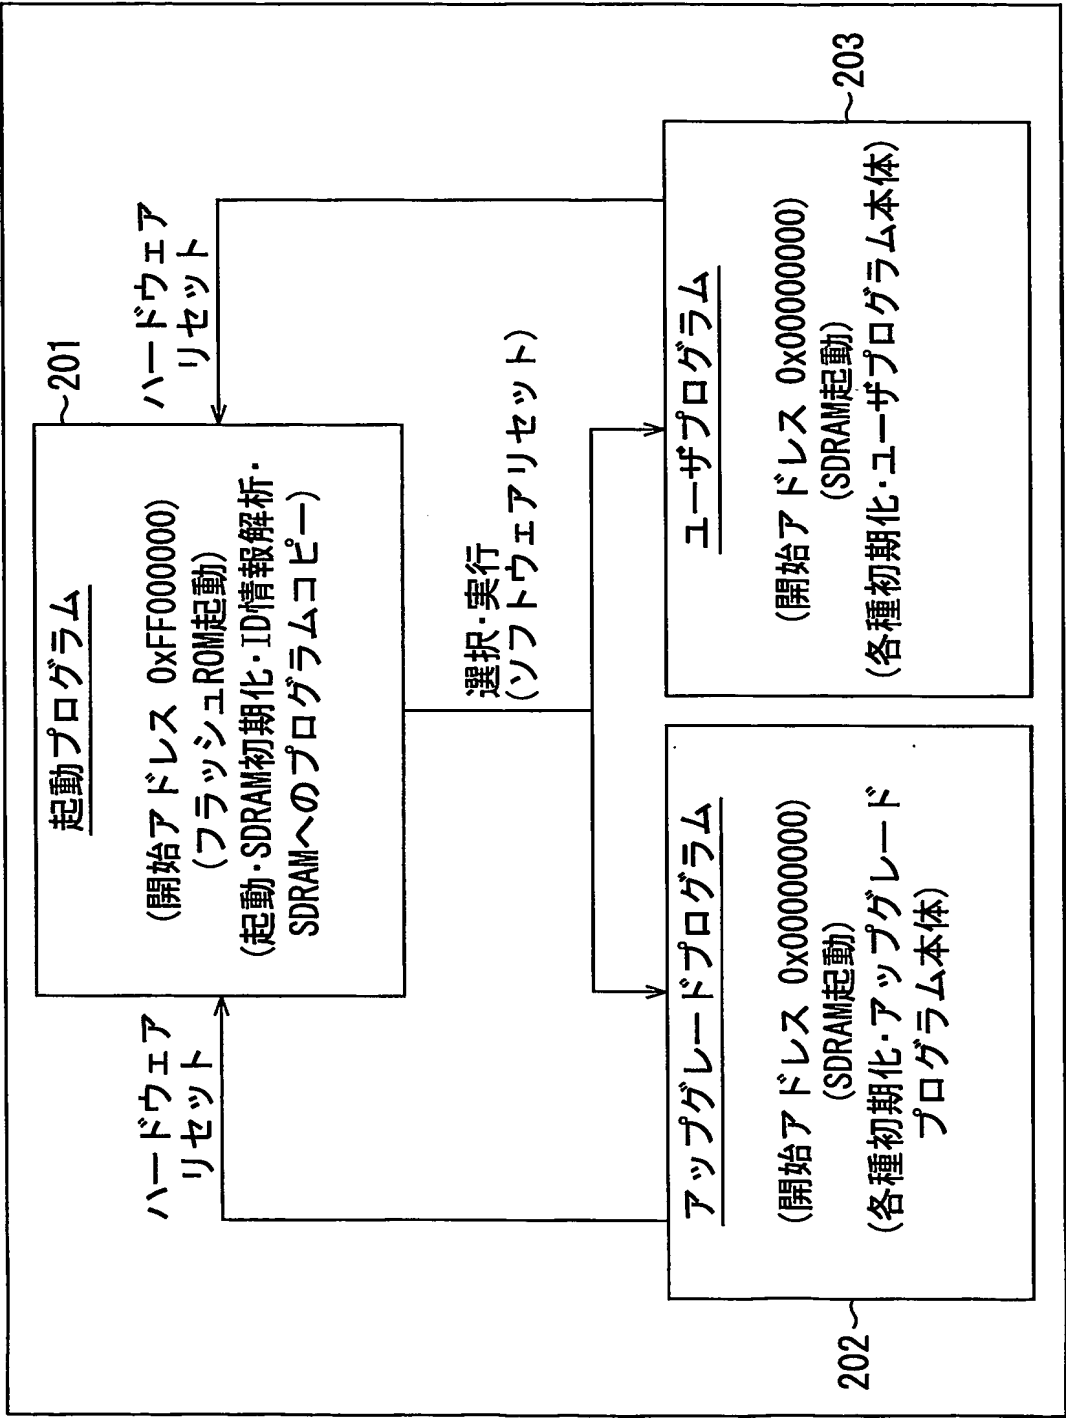 起動プログラム
(開始アドレス 0xFF000000)
(フラッシュROM起動)
(起動・SDRAM初期化・ID情報解析・
SDRAMへのプログラムコピー)
201
ハードウェア
リセット
ハードウェア
リセット
選択・実行
(ソフトウェアリセット)
アップグレードプログラム
(開始アドレス 0x00000000)
(SDRAM起動)
(各種初期化・アップグレード
プログラム本体)
202
ユーザプログラム
(開始アドレス 0x00000000)
(SDRAM起動)
(各種初期化・ユーザプログラム本体)
203